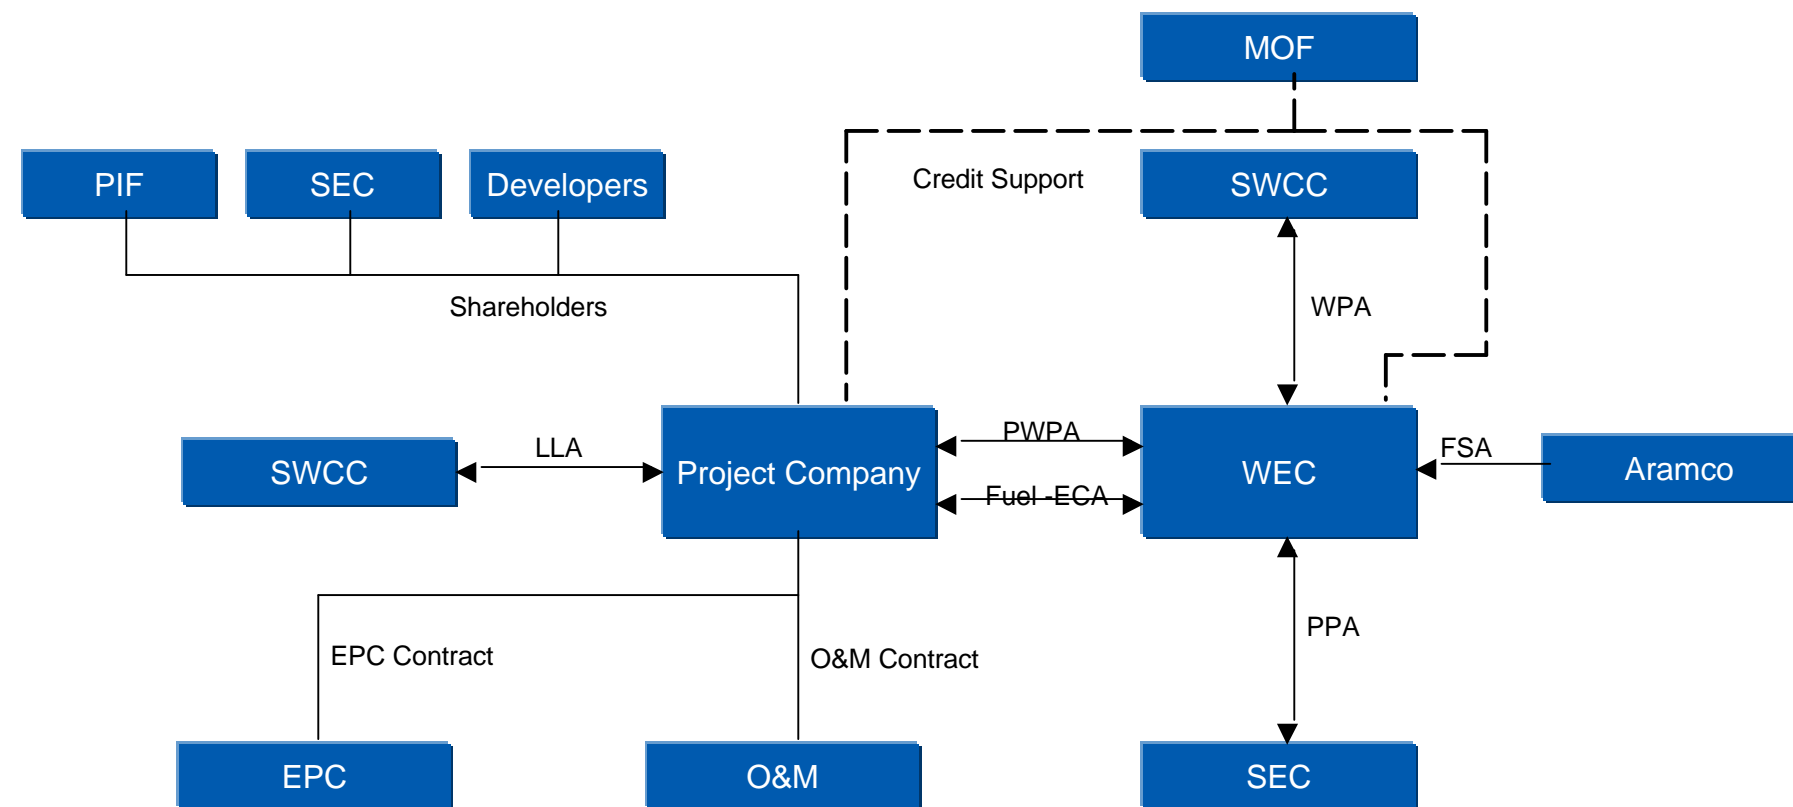 MOF
PIF
SEC
Developers
Credit Support
SWCC
Shareholders
WPA
SWCC
LLA
Project Company
PWPA
Fuel -ECA
WEC
FSA
Aramco
EPC Contract
O&M Contract
PPA
EPC
O&M
SEC